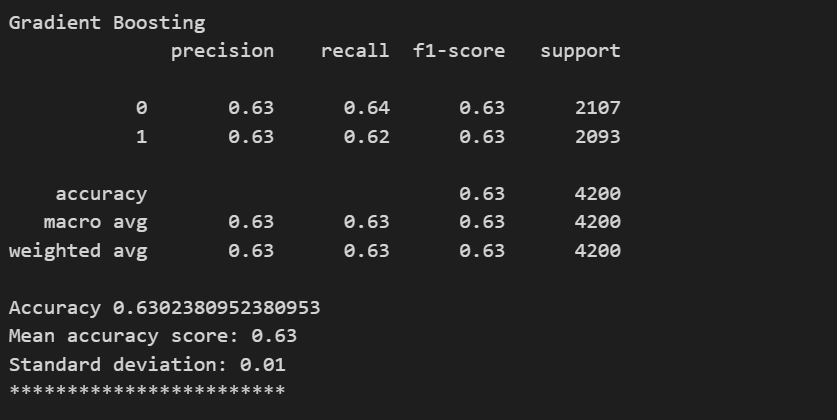 Gradient Boosting
precision recall f1-score support
0 0.63 0.64 0.63 2107
1 0.63 0.62 0.63 2093
accuracy 0.63 4200
macro avg 0.63 0.63 0.63 4200
weighted avg 0.63 0.63 0.63 4200
Accuracy 0.6302380952380953
Mean accuracy score: 0.63
Standard deviation: 0.01
************************